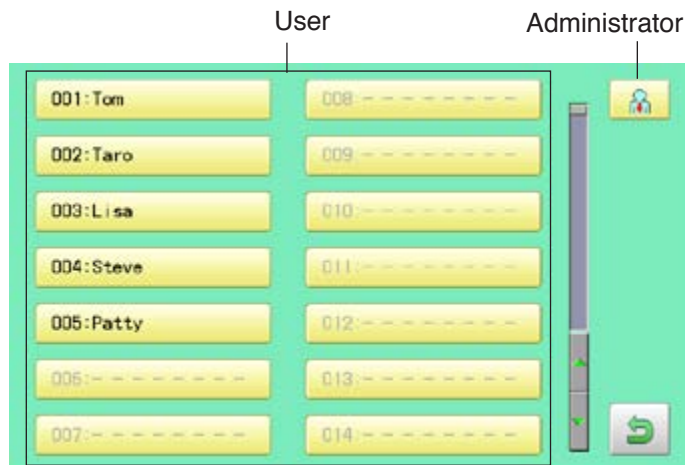 User
Administrator
001:Tom
002:Taro
003:Lisa
004:Steve
005:Patty
006:- - - - - - - -
007:- - - - - - - -
008:- - - - - - - -
009:- - - - - - - -
010:- - - - - - - -
011:- - - - - - - -
012:- - - - - - - -
013:- - - - - - - -
014:- - - - - - - -